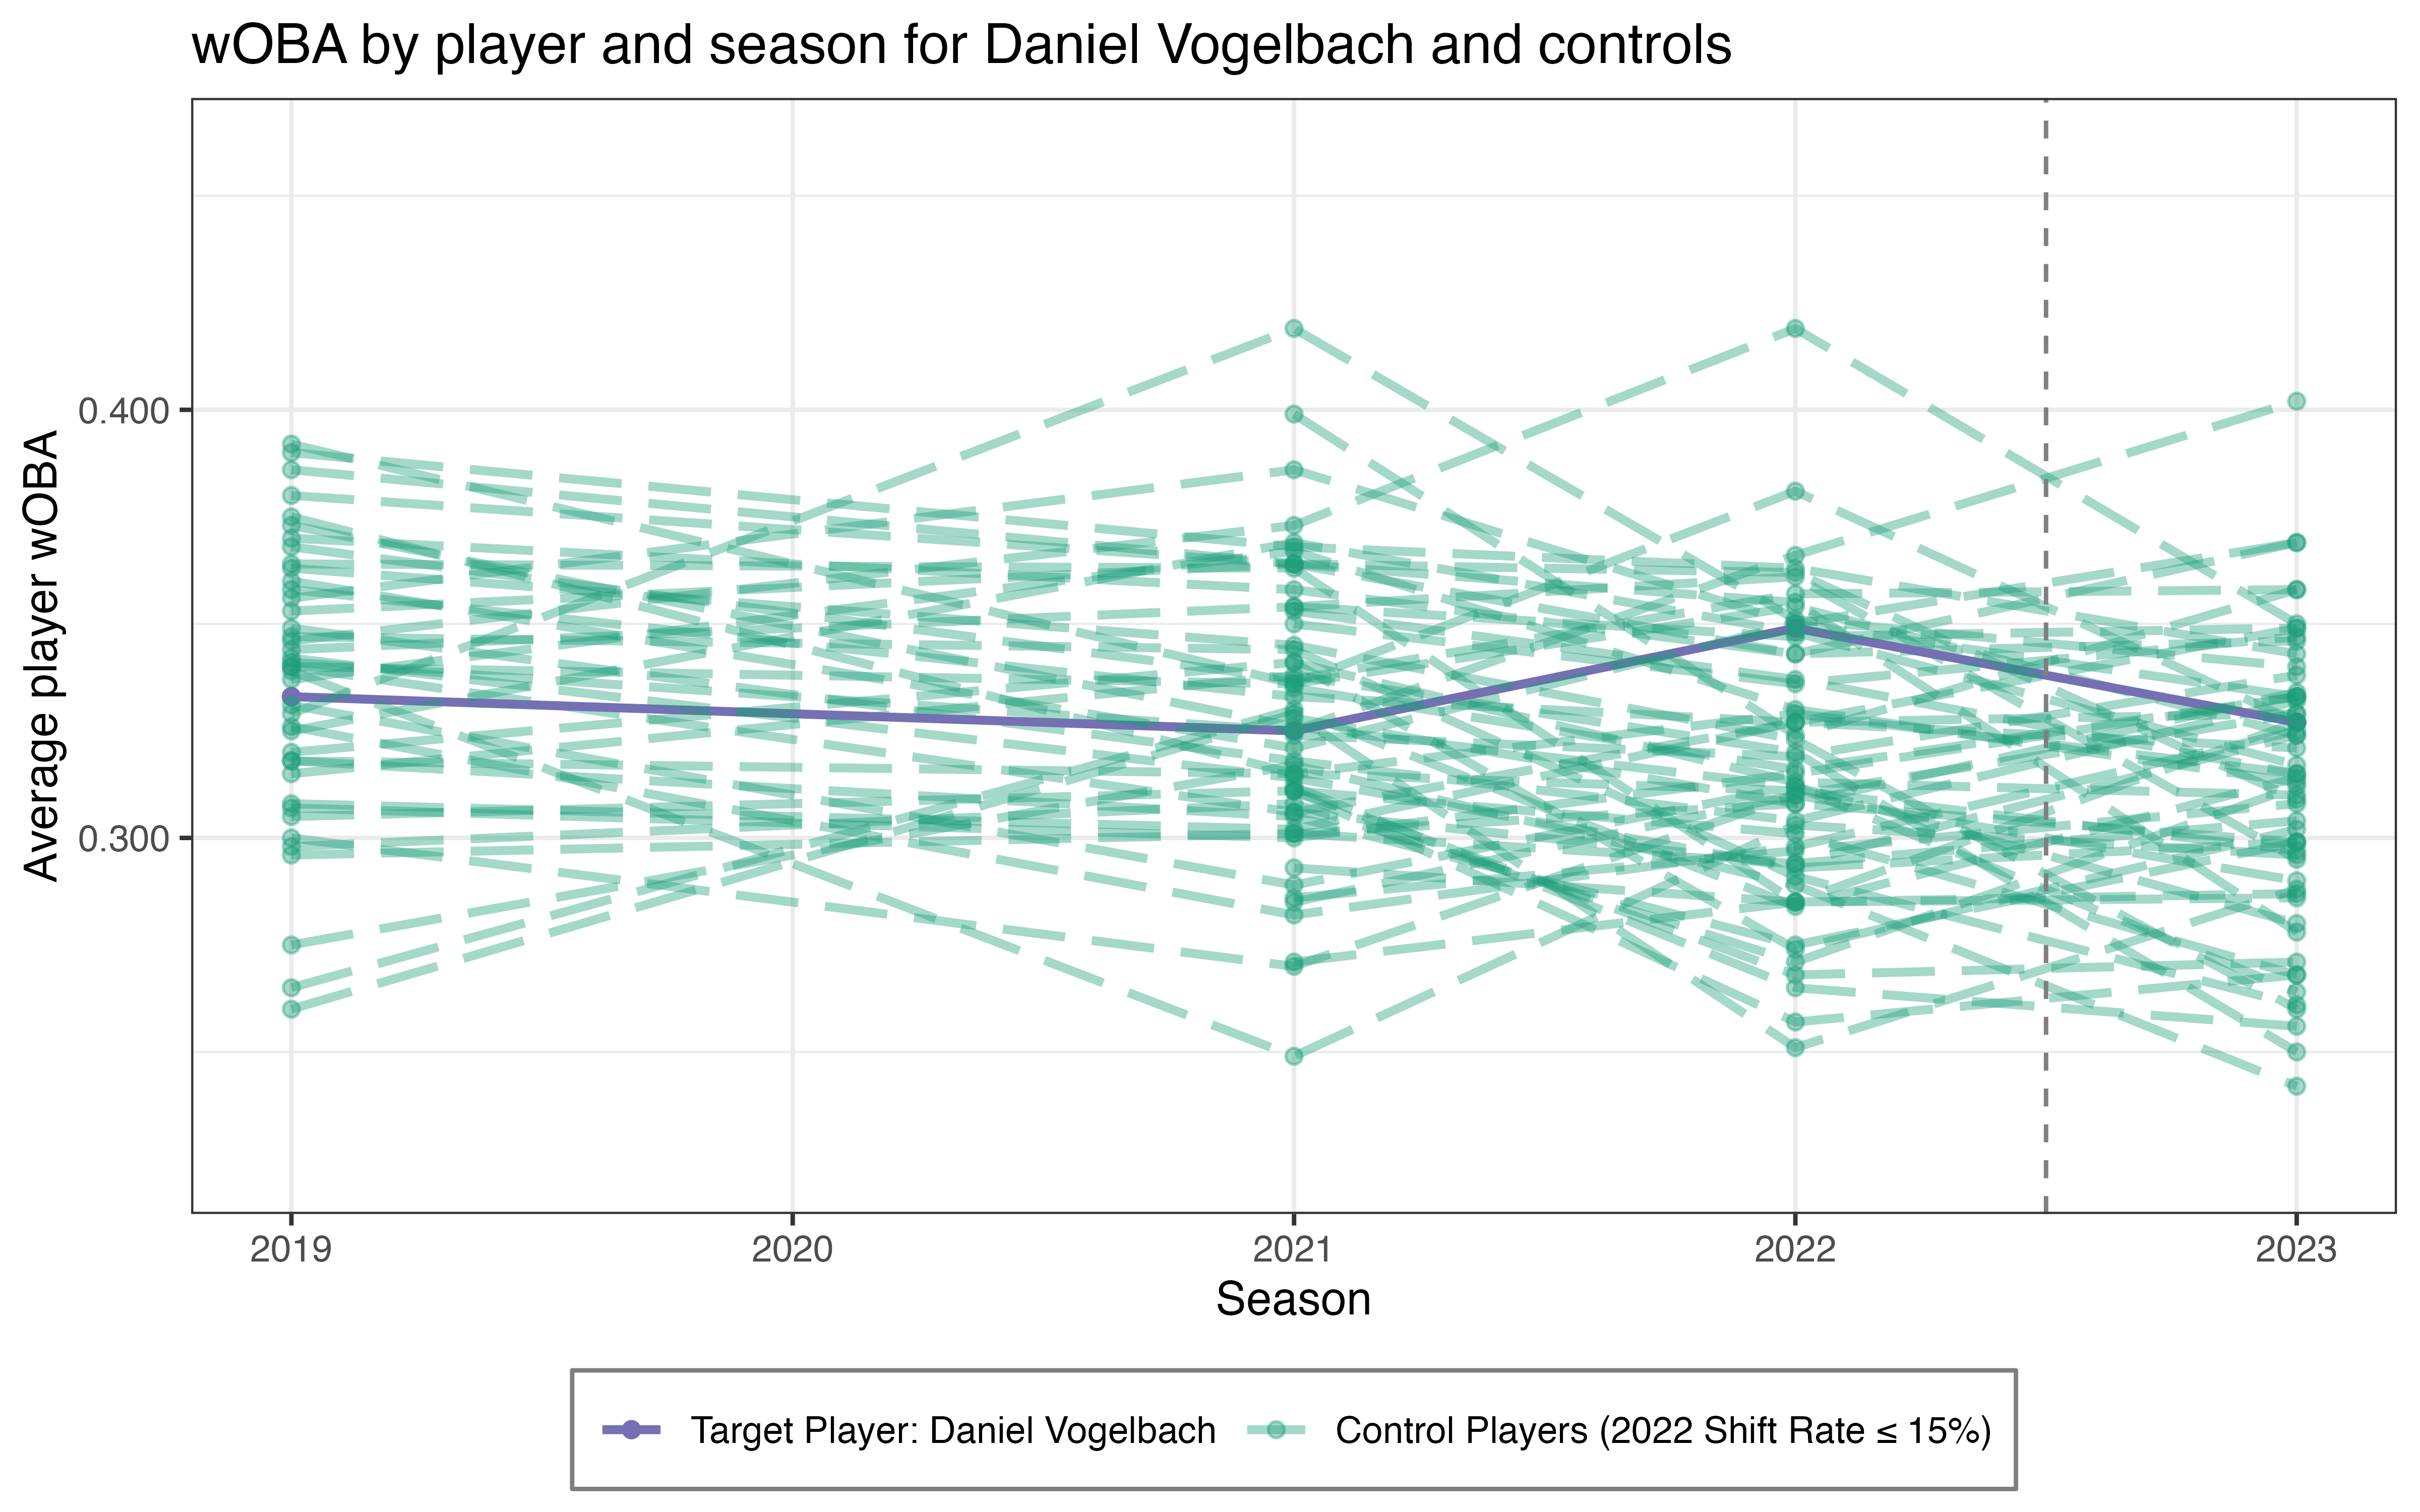 wOBA by player and season for Daniel Vogelbach and controls
Average player wOBA
0.400
0.300
2019 2020 2021 2022 2023
Season
Target Player: Daniel Vogelbach Control Players (2022 Shift Rate ≤ 15%)